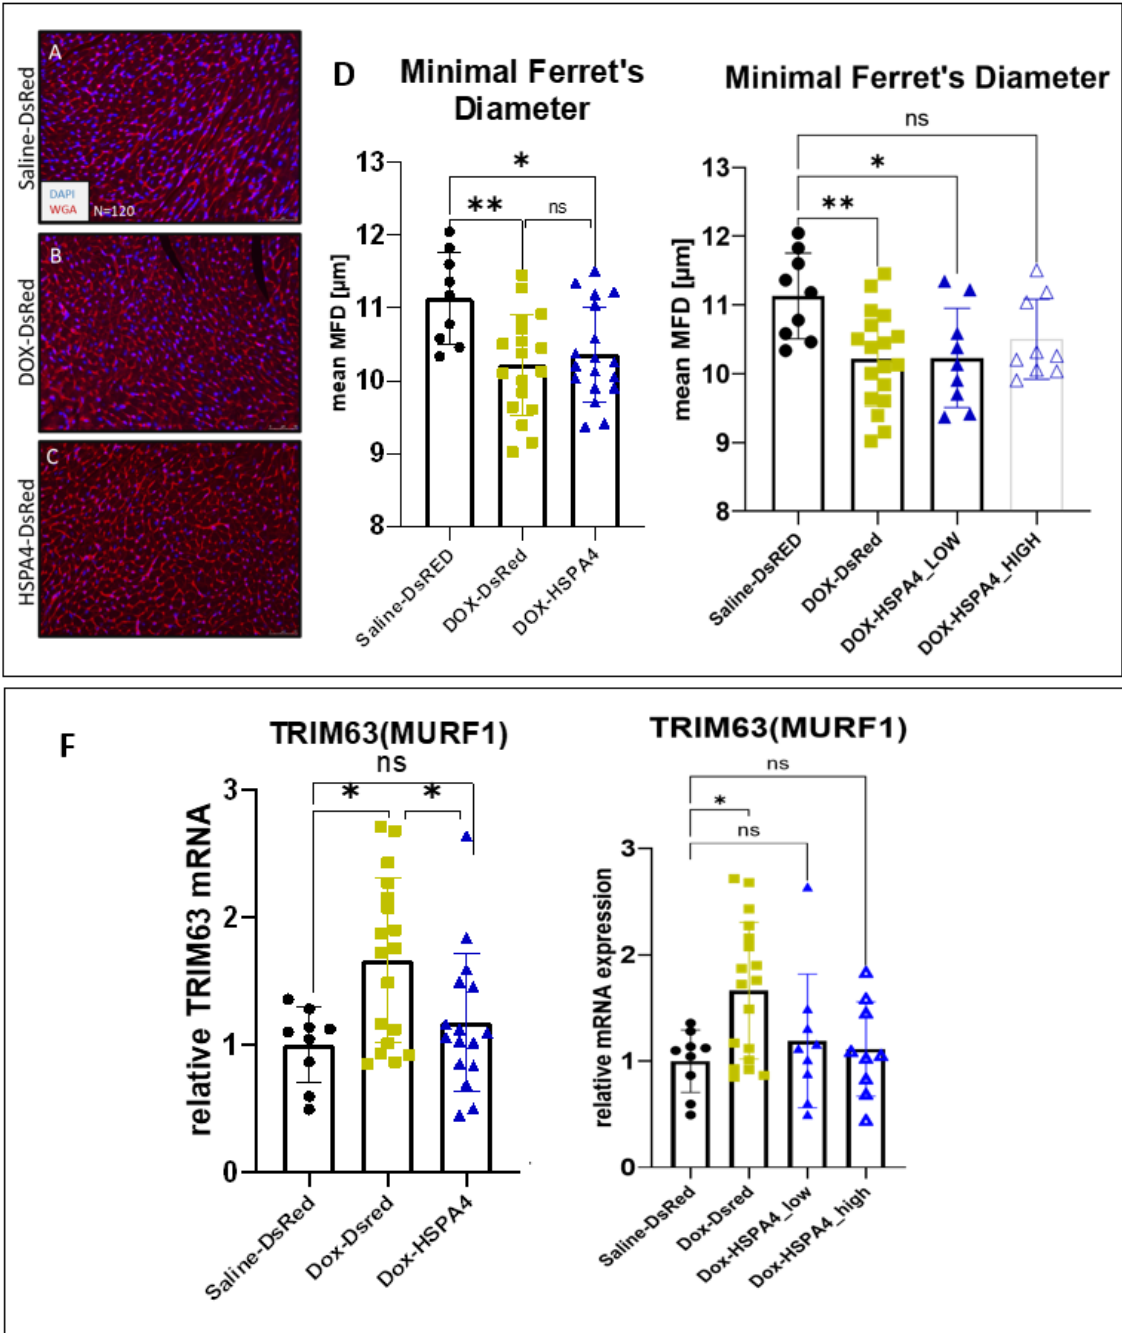 A
Saline-DsRed
DAPI
WGA
N=120
B
DOX-DsRed
C
HSPA4-DsRed
D
Minimal Ferret's
Diameter
mean MFD [µm]
13
12
11
10
9
8
*
**
ns
Saline-DsRED
DOX-DsRed
DOX-HSPA4
Minimal Ferret's Diameter
mean MFD [µm]
13
12
11
10
9
8
ns
*
**
Saline-DsRED
DOX-DsRed
DOX-HSPA4_LOW
DOX-HSPA4_HIGH
F
TRIM63(MURF1)
ns
*
*
relative TRIM63 mRNA
3
2
1
0
Saline-DsRed
Dox-Dsred
Dox-HSPA4
TRIM63(MURF1)
ns
*
ns
relative mRNA expression
3
2
1
0
Saline-DsRed
Dox-Dsred
Dox-HSPA4_low
Dox-HSPA4_high